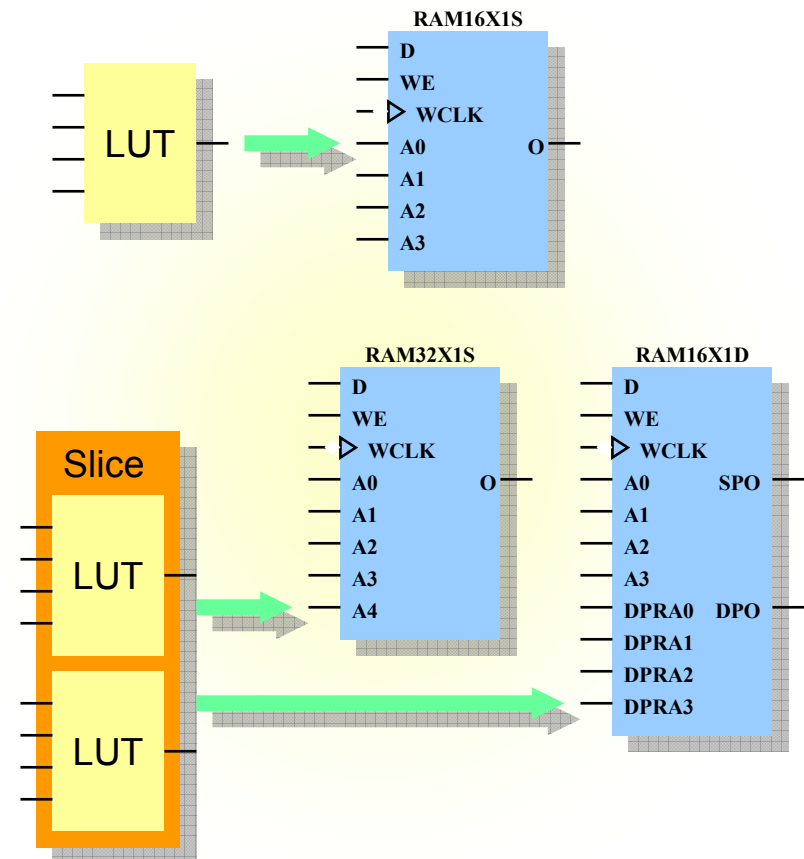 RAM16X1S
D
WE
WCLK
LUT
A0 O
A1
A2
A3
RAM32X1S
D
WE
WCLK
A0 O
A1
A2
A3
A4
RAM16X1D
D
WE
WCLK
A0 SPO
A1
A2
A3
DPRA0 DPO
DPRA1
DPRA2
DPRA3
Slice
LUT
LUT